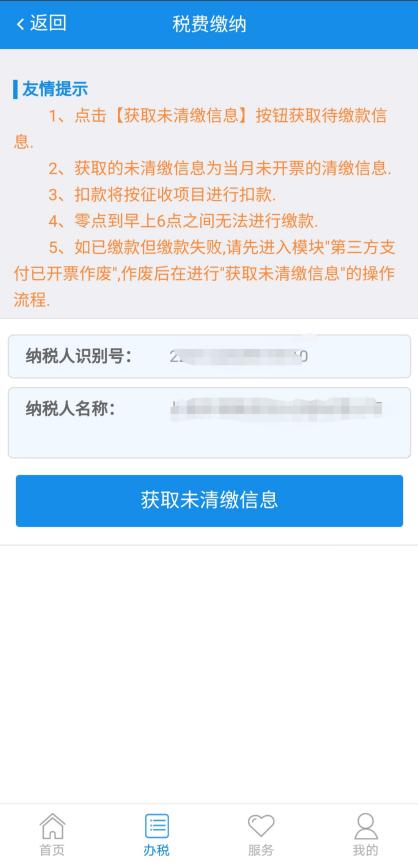 返回
税费缴纳
友情提示
1、点击【获取未清缴信息】按钮获取待缴款信
息.
2、获取的未清缴信息为当月未开票的清缴信息.
3、扣款将按征收项目进行扣款.
4、零点到早上6点之间无法进行缴款.
5、如已缴款但缴款失败,请先进入模块"第三方支
付已开票作废",作废后在进行"获取未清缴信息"的操作
流程.
纳税人识别号：
纳税人名称：
获取未清缴信息
首页
办税
服务
我的